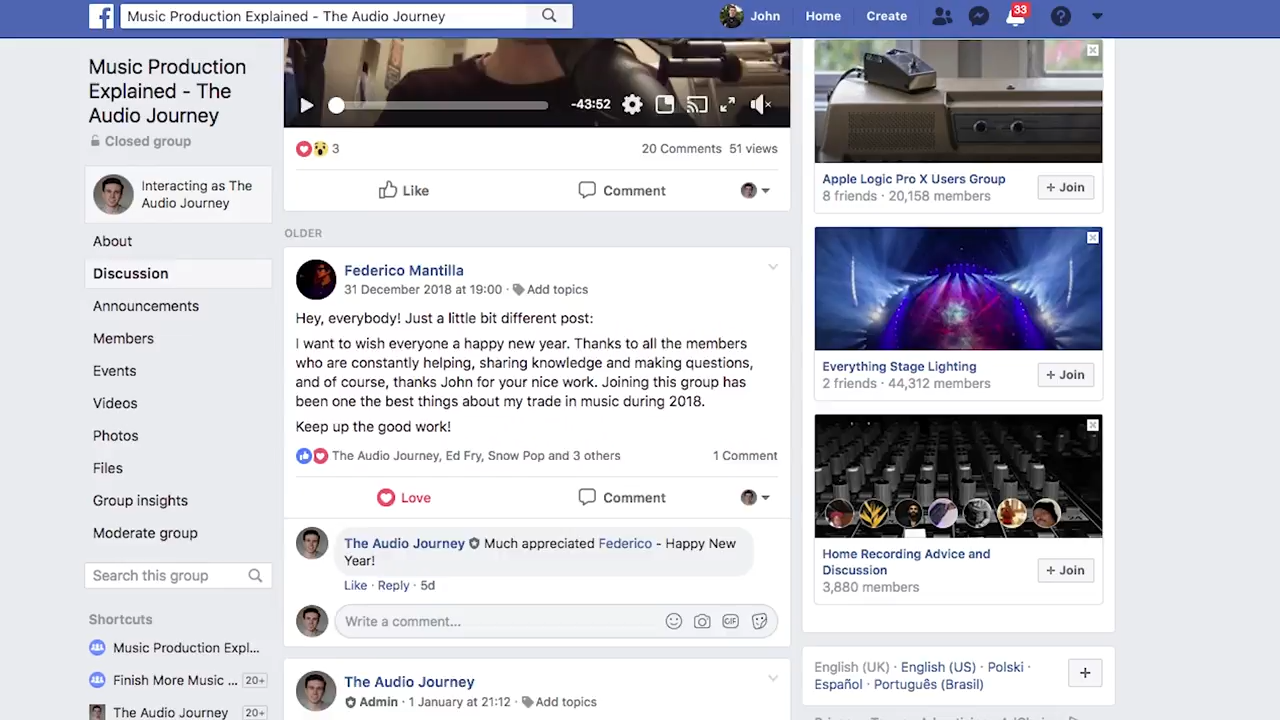 Music Production Explained - The Audio Journey
John
Home
Create
33
Music Production
Explained - The
Audio Journey
Closed group
Interacting as The
Audio Journey
About
Discussion
Announcements
Members
Events
Videos
Photos
Files
Group insights
Moderate group
Search this group
Shortcuts
Music Production Expl...
Finish More Music ... 20+
The Audio Journey 20+
-43:52
3
20 Comments 51 views
Like
Comment
OLDER
Federico Mantilla
31 December 2018 at 19:00 · Add topics
Hey, everybody! Just a little bit different post:
I want to wish everyone a happy new year. Thanks to all the members
who are constantly helping, sharing knowledge and making questions,
and of course, thanks John for your nice work. Joining this group has
been one the best things about my trade in music during 2018.
Keep up the good work!
The Audio Journey, Ed Fry, Snow Pop and 3 others
1 Comment
Love
Comment
The Audio Journey Much appreciated Federico - Happy New
Year!
Like · Reply · 5d
Write a comment...
GIF
The Audio Journey
Admin · 1 January at 21:12 · Add topics
Apple Logic Pro X Users Group
8 friends · 20,158 members
+ Join
Everything Stage Lighting
2 friends · 44,312 members
+ Join
Home Recording Advice and
Discussion
3,880 members
+ Join
English (UK) · English (US) · Polski ·
Español · Português (Brasil)